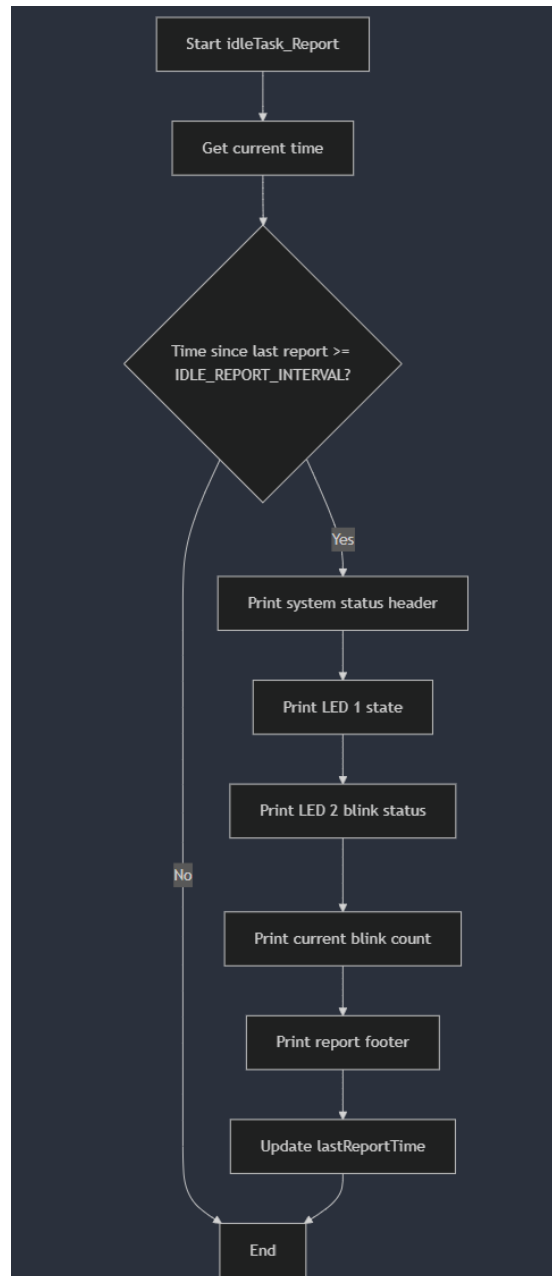 Start idleTask_Report
Get current time
Time since last report >=
IDLE_REPORT_INTERVAL?
Yes
Print system status header
Print LED 1 state
Print LED 2 blink status
No
Print current blink count
Print report footer
Update lastReportTime
End